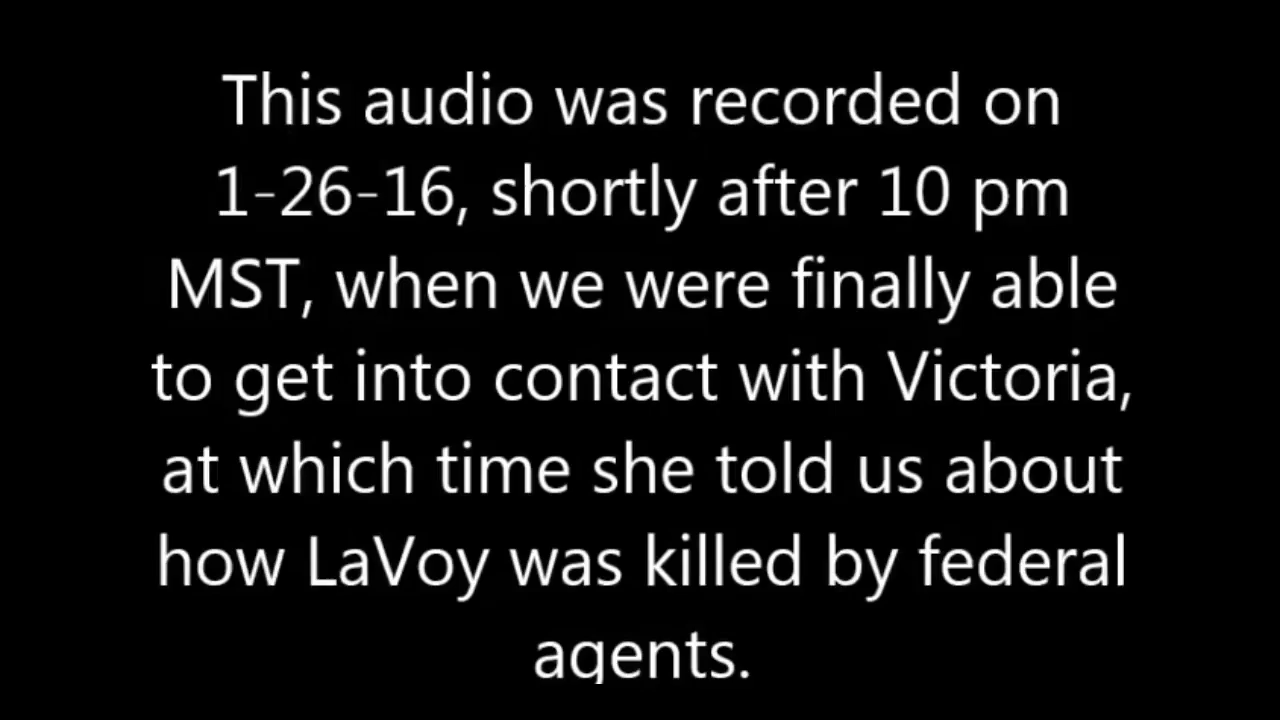 This audio was recorded on
1-26-16, shortly after 10 pm
MST, when we were finally able
to get into contact with Victoria,
at which time she told us about
how LaVoy was killed by federal
agents.